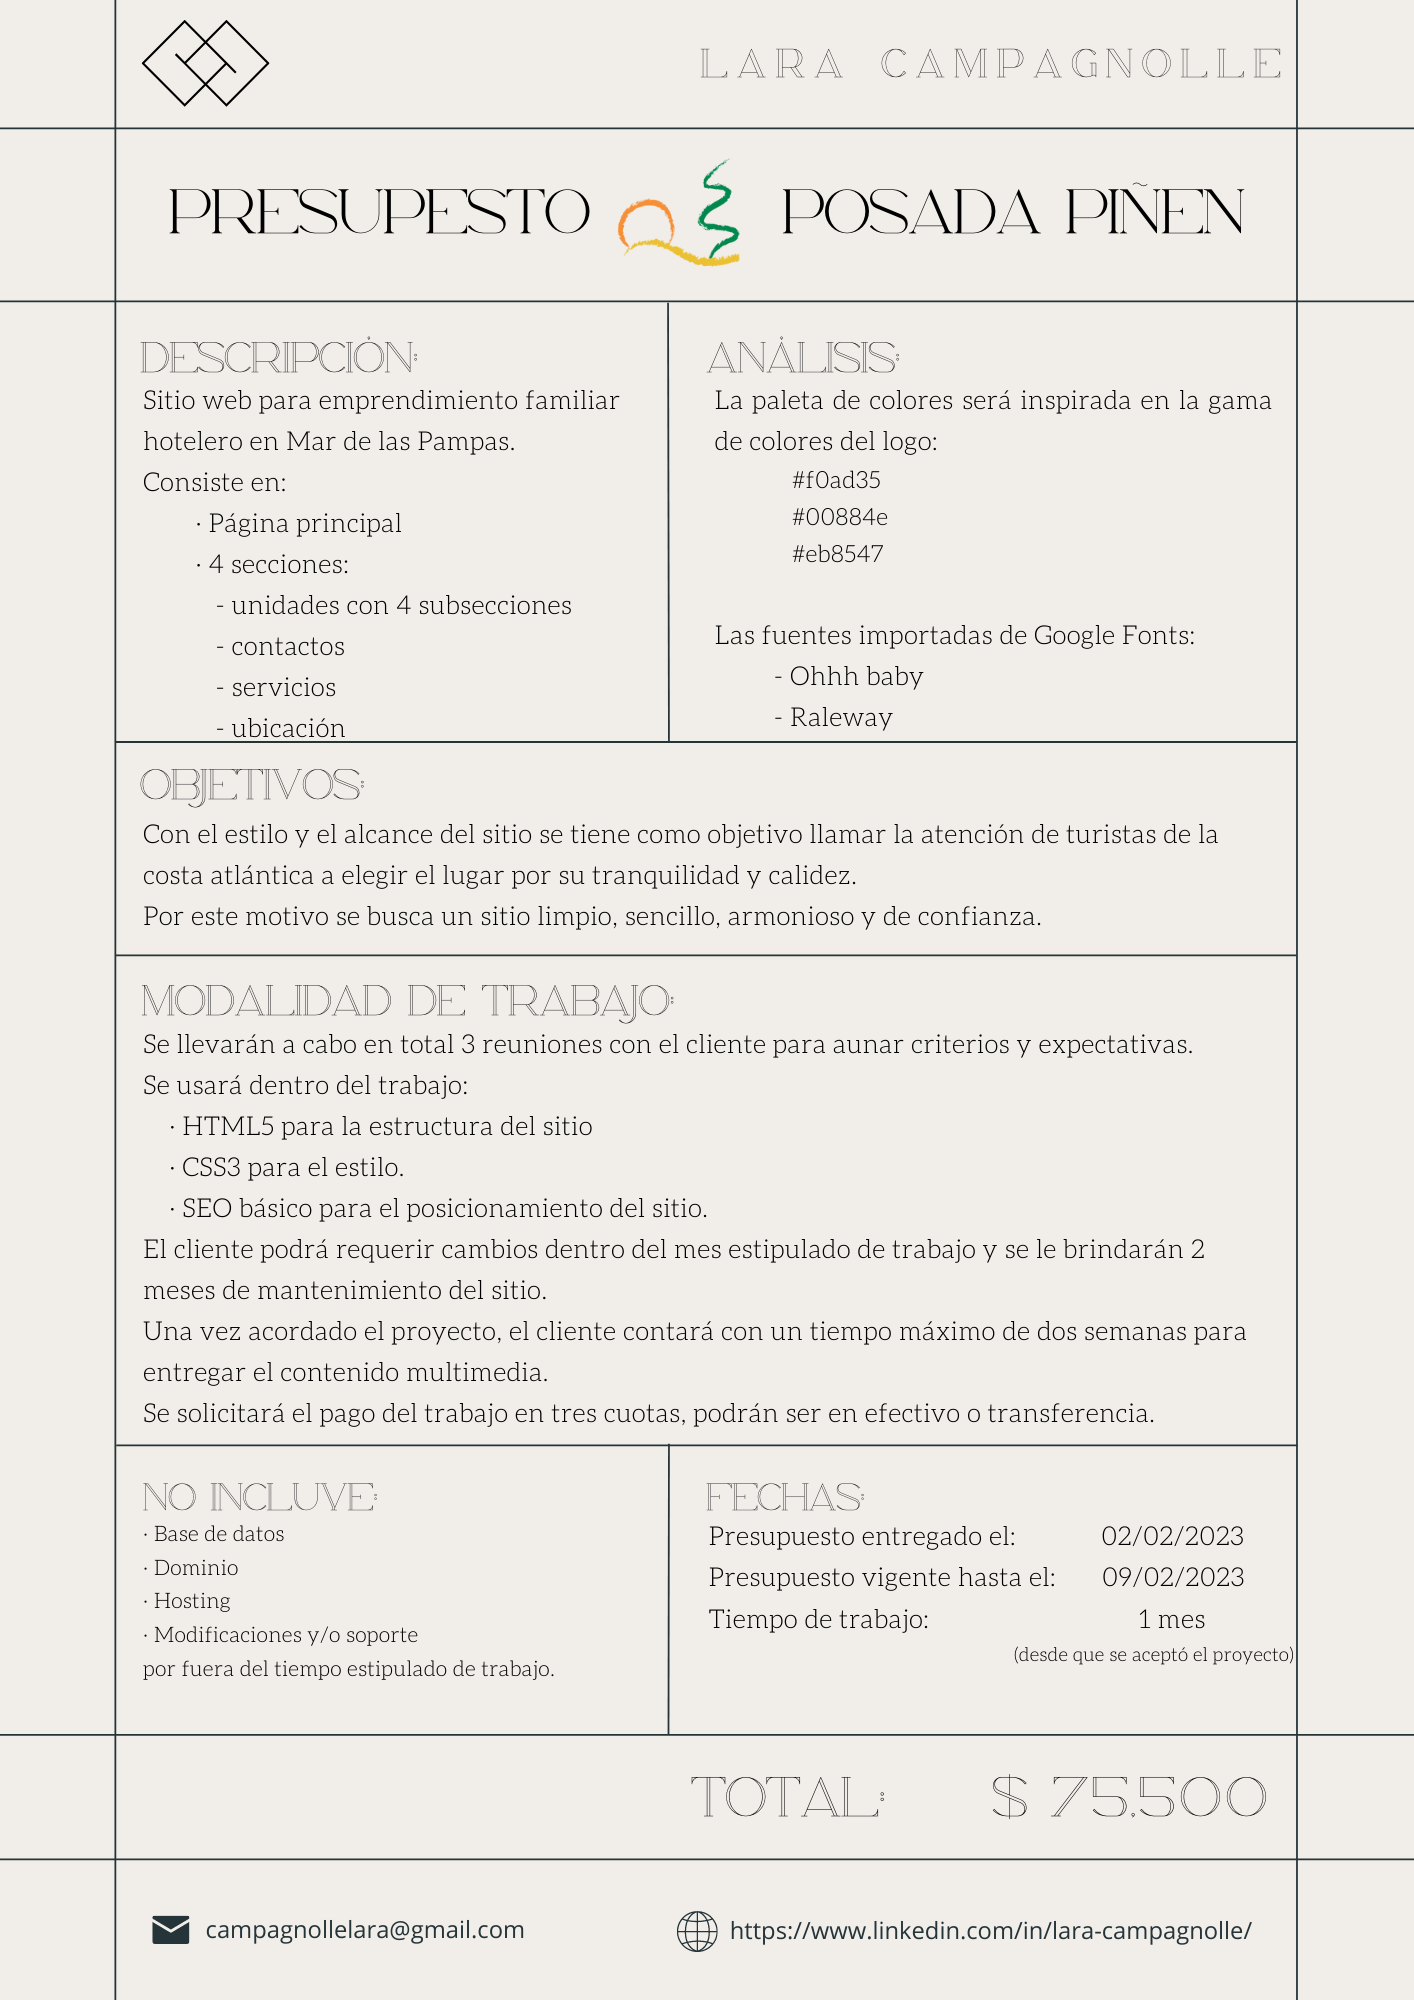 LARA CAMPAGNOLLE
PRESUPESTO POSADA PIÑEN
DESCRIPCIÓN:
Sitio web para emprendimiento familiar
hotelero en Mar de las Pampas.
Consiste en:
· Página principal
· 4 secciones:
- unidades con 4 subsecciones
- contactos
- servicios
- ubicación
ANÁLISIS:
La paleta de colores será inspirada en la gama
de colores del logo:
#f0ad35
#00884e
#eb8547
Las fuentes importadas de Google Fonts:
- Ohhh baby
- Raleway
OBJETIVOS:
Con el estilo y el alcance del sitio se tiene como objetivo llamar la atención de turistas de la
costa atlántica a elegir el lugar por su tranquilidad y calidez.
Por este motivo se busca un sitio limpio, sencillo, armonioso y de confianza.
MODALIDAD DE TRABAJO:
Se llevarán a cabo en total 3 reuniones con el cliente para aunar criterios y expectativas.
Se usará dentro del trabajo:
· HTML5 para la estructura del sitio
· CSS3 para el estilo.
· SEO básico para el posicionamiento del sitio.
El cliente podrá requerir cambios dentro del mes estipulado de trabajo y se le brindarán 2
meses de mantenimiento del sitio.
Una vez acordado el proyecto, el cliente contará con un tiempo máximo de dos semanas para
entregar el contenido multimedia.
Se solicitará el pago del trabajo en tres cuotas, podrán ser en efectivo o transferencia.
NO INCLUVE:
· Base de datos
· Dominio
· Hosting
· Modificaciones y/o soporte
por fuera del tiempo estipulado de trabajo.
FECHAS:
Presupuesto entregado el: 02/02/2023
Presupuesto vigente hasta el: 09/02/2023
Tiempo de trabajo: 1 mes
(desde que se aceptó el proyecto)
TOTAL: $ 75.500
campagnollelara@gmail.com
https://www.linkedin.com/in/lara-campagnolle/